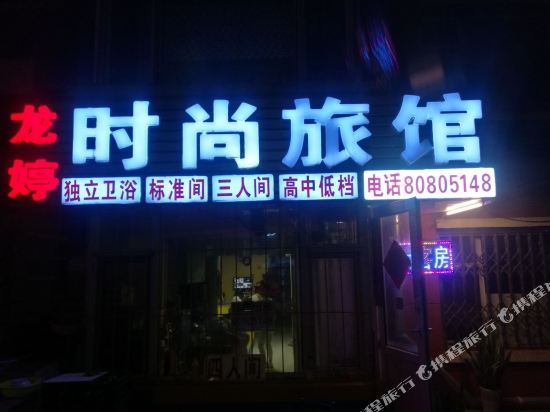 龙婷
时尚旅馆
独立卫浴 标准间 三人间 高中低档 电话80805148
客房
四人间
@携程旅行 @携程旅行